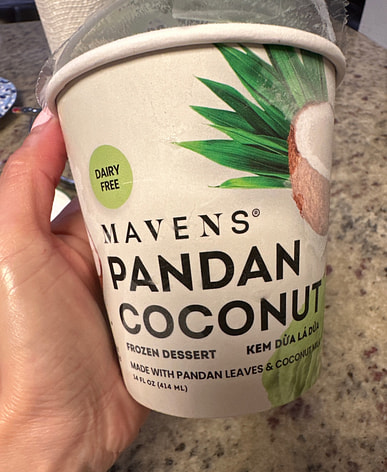 DAIRY
FREE
MAVENS®
PANDAN
COCONUT
FROZEN DESSERT KEM DỪA LÁ DỨA
MADE WITH PANDAN LEAVES & COCONUT MILK
14 FL OZ (414 ML)